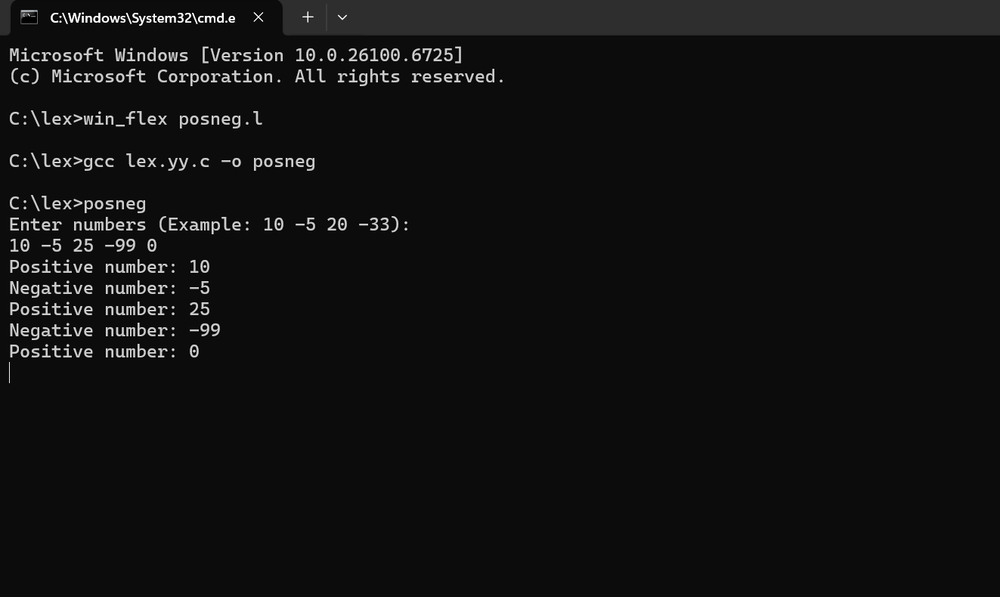 C:\Windows\System32\cmd.e
Microsoft Windows [Version 10.0.26100.6725]
(c) Microsoft Corporation. All rights reserved.
C:\lex>win_flex posneg.l
C:\lex>gcc lex.yy.c -o posneg
C:\lex>posneg
Enter numbers (Example: 10 -5 20 -33):
10 -5 25 -99 0
Positive number: 10
Negative number: -5
Positive number: 25
Negative number: -99
Positive number: 0